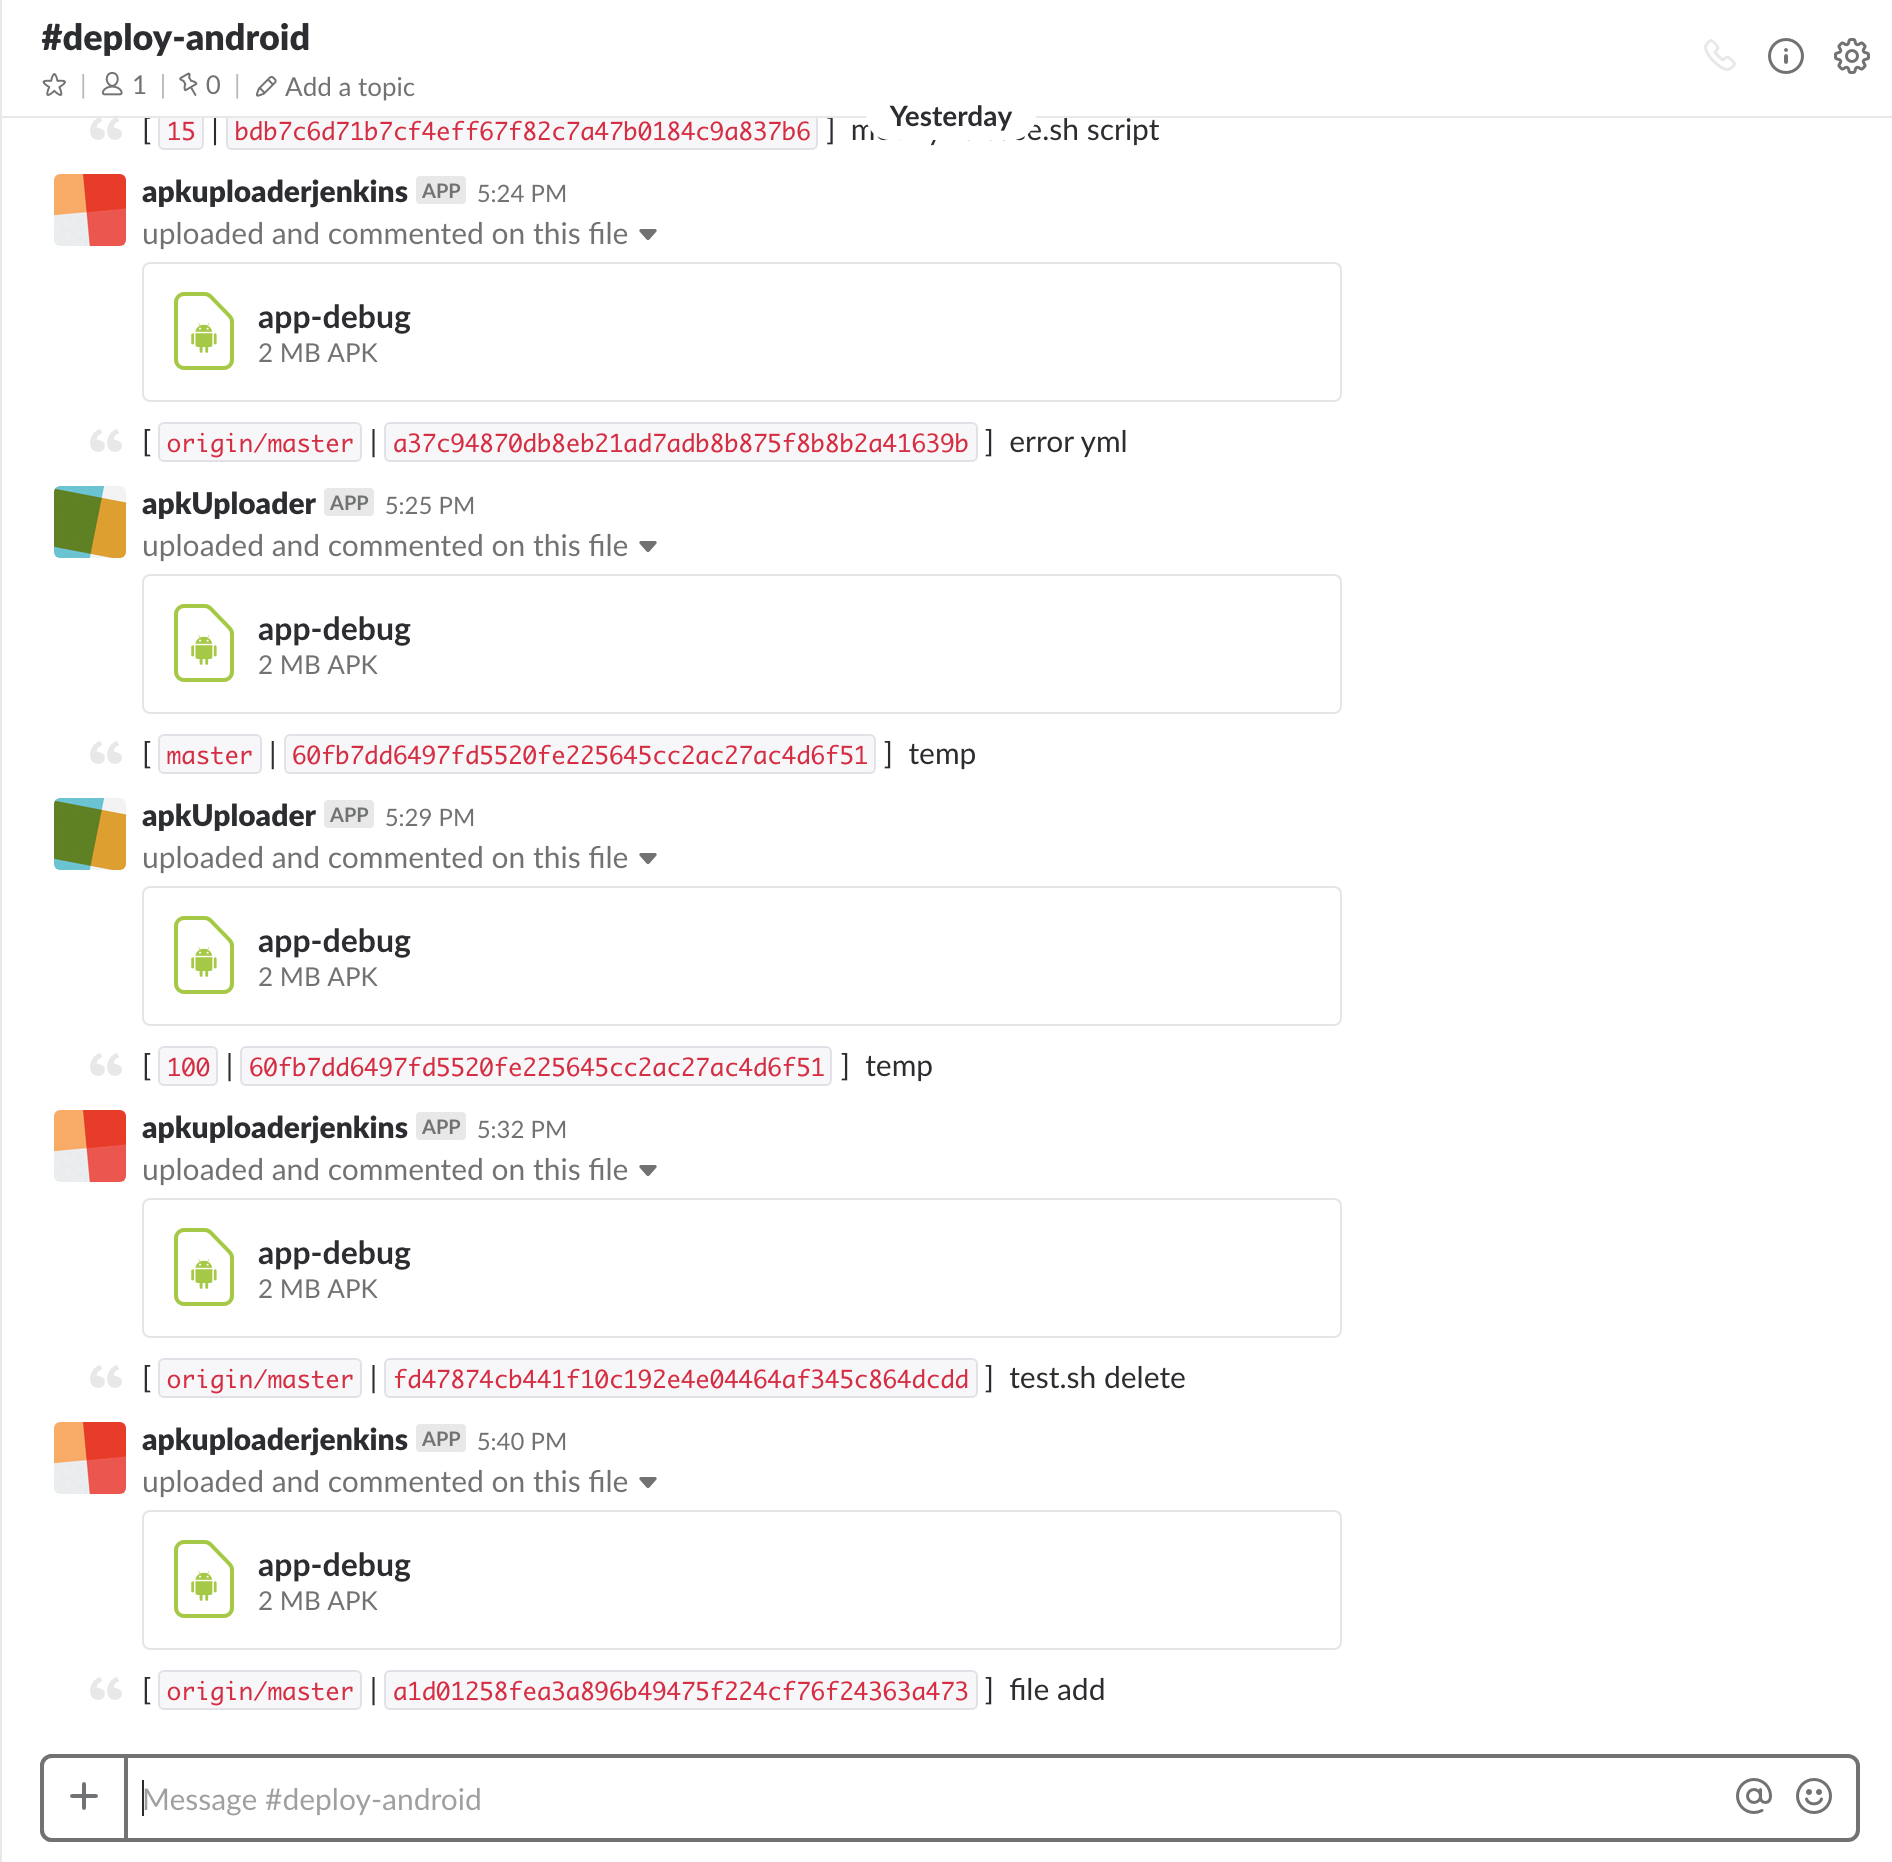 #deploy-android
1 | 0 | Add a topic
Yesterday
[ 15 | bdb7c6d71b7cf4eff67f82c7a47b0184c9a837b6 ] script
apkuploaderjenkins APP 5:24 PM
uploaded and commented on this file
app-debug
2 MB APK
[ origin/master | a37c94870db8eb21ad7adb8b875f8b8b2a41639b ] error yml
apkUploader APP 5:25 PM
uploaded and commented on this file
app-debug
2 MB APK
[ master | 60fb7dd6497fd5520fe225645cc2ac27ac4d6f51 ] temp
apkUploader APP 5:29 PM
uploaded and commented on this file
app-debug
2 MB APK
[ 100 | 60fb7dd6497fd5520fe225645cc2ac27ac4d6f51 ] temp
apkuploaderjenkins APP 5:32 PM
uploaded and commented on this file
app-debug
2 MB APK
[ origin/master | fd47874cb441f10c192e4e04464af345c864dcdd ] test.sh delete
apkuploaderjenkins APP 5:40 PM
uploaded and commented on this file
app-debug
2 MB APK
[ origin/master | a1d01258fea3a896b49475f224cf76f24363a473 ] file add
Message #deploy-android